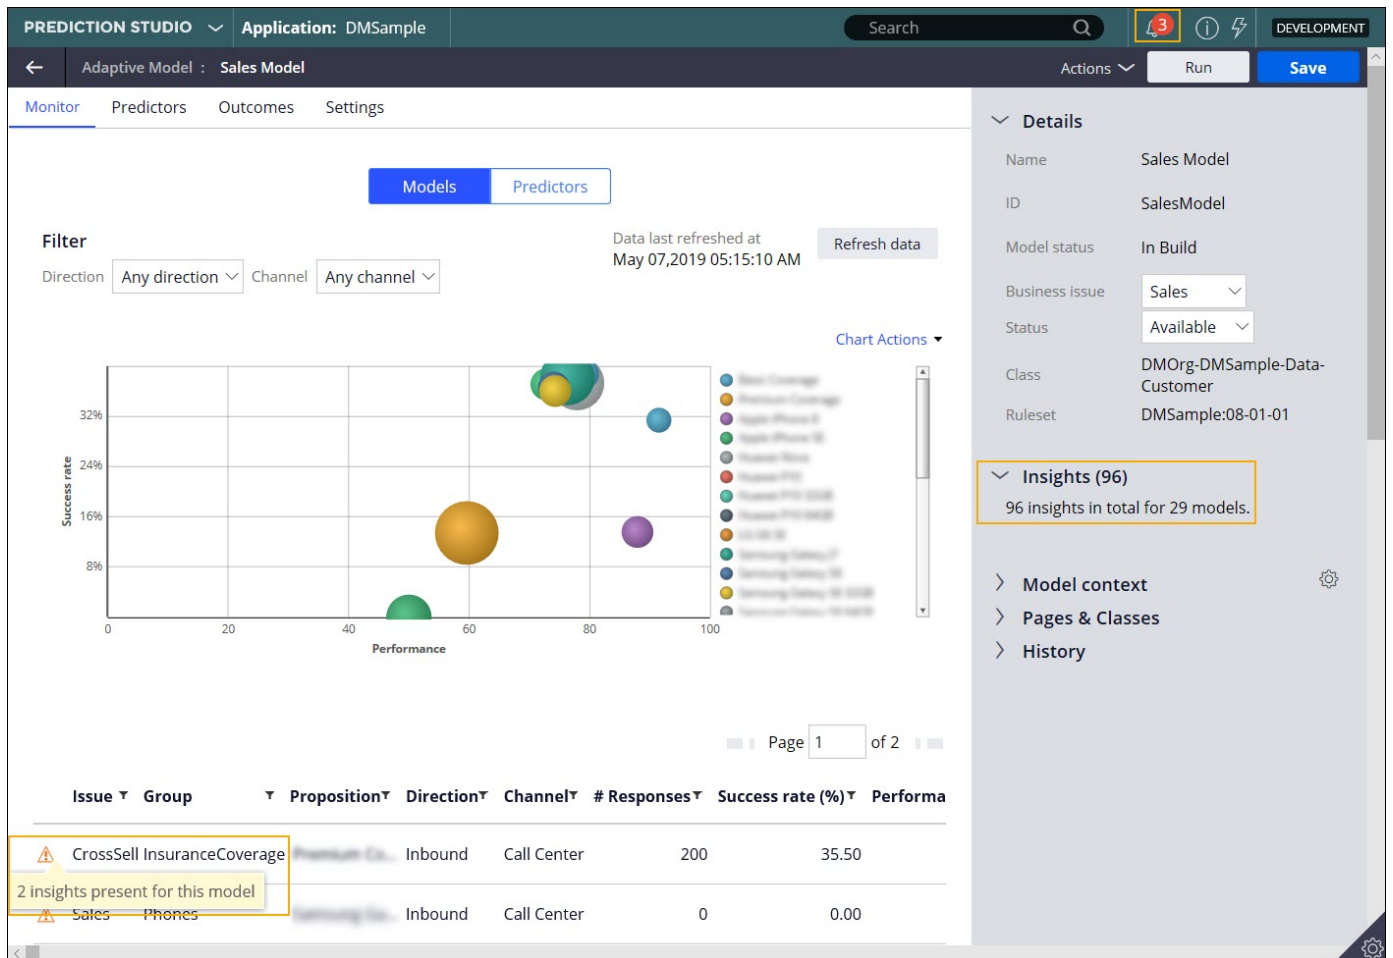 PREDICTION STUDIO Application: DMSample Search 3 DEVELOPMENT
Adaptive Model : Sales Model Actions Run Save
Monitor Predictors Outcomes Settings
Models Predictors
Filter
Direction Any direction Channel Any channel
Data last refreshed at
May 07,2019 05:15:10 AM
Refresh data
Chart Actions
32%
24%
16%
8%
Success rate
0 20 40 60 80 100
Performance
Page 1 of 2
Issue Group Proposition Direction Channel # Responses Success rate (%) Performa
CrossSell InsuranceCoverage Inbound Call Center 200 35.50
2 insights present for this model
Sales Phones Inbound Call Center 0 0.00
Details
Name Sales Model
ID SalesModel
Model status In Build
Business issue Sales
Status Available
Class DMOrg-DMSample-Data-
Customer
Ruleset DMSample:08-01-01
Insights (96)
96 insights in total for 29 models.
Model context
Pages & Classes
History